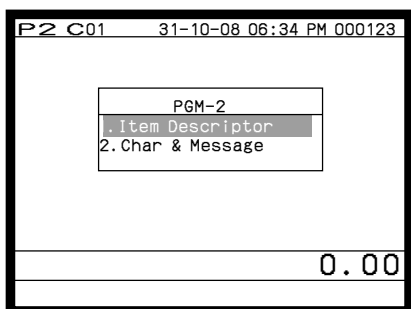 P2 C01 31-10-08 06:34 PM 000123
PGM-2
.Item Descriptor
2.Char & Message
0.00